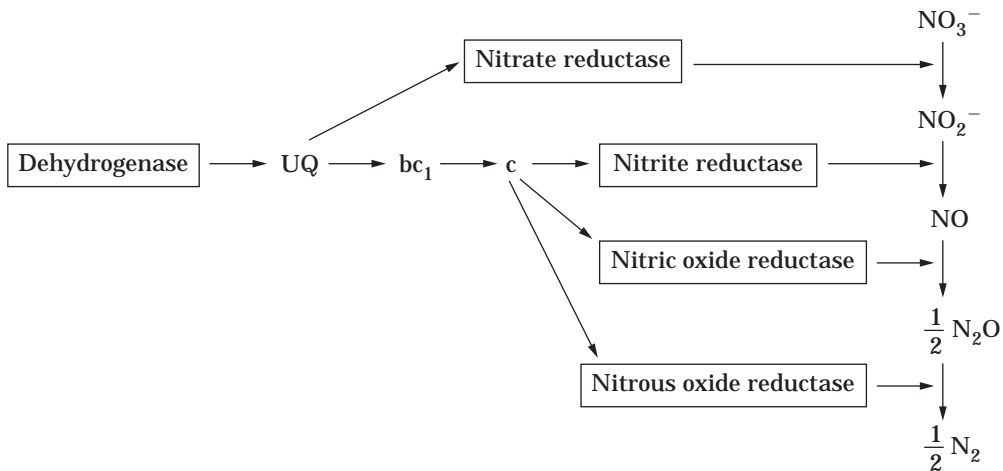 NO₃⁻
Nitrate reductase
NO₂⁻
Dehydrogenase UQ bc₁ c Nitrite reductase
NO
Nitric oxide reductase
1/2 N₂O
Nitrous oxide reductase
1/2 N₂